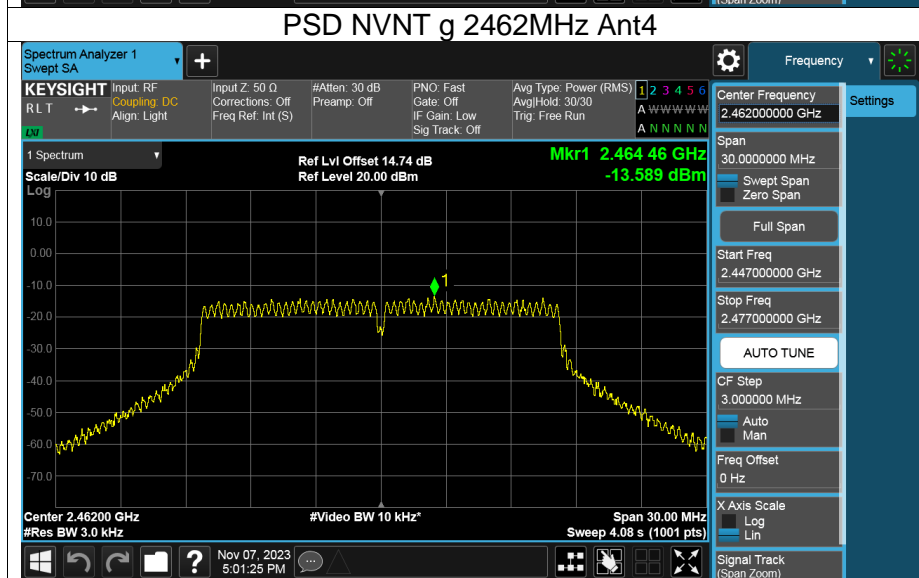 (Span Zoom)
PSD NVNT g 2462MHz Ant4
Spectrum Analyzer 1
Swept SA
+
Frequency
KEYSIGHT
RLT
LXI
Input: RF
Coupling: DC
Align: Light
Input Z: 50 Ω
Corrections: Off
Freq Ref: Int (S)
#Atten: 30 dB
Preamp: Off
PNO: Fast
Gate: Off
IF Gain: Low
Sig Track: Off
Avg Type: Power (RMS)
Avg|Hold: 30/30
Trig: Free Run
1 2 3 4 5 6
A W W W W W
A N N N N N
Center Frequency
2.462000000 GHz
Settings
Span
30.0000000 MHz
Swept Span
Zero Span
Full Span
Start Freq
2.447000000 GHz
Stop Freq
2.477000000 GHz
AUTO TUNE
CF Step
3.000000 MHz
Auto
Man
Freq Offset
0 Hz
X Axis Scale
Log
Lin
Signal Track
(Span Zoom)
1 Spectrum
Scale/Div 10 dB
Log
Ref Lvl Offset 14.74 dB
Ref Level 20.00 dBm
Mkr1 2.464 46 GHz
-13.589 dBm
10.0
0.00
-10.0
-20.0
-30.0
-40.0
-50.0
-60.0
-70.0
1
Center 2.46200 GHz
#Res BW 3.0 kHz
#Video BW 10 kHz*
Span 30.00 MHz
Sweep 4.08 s (1001 pts)
?
Nov 07, 2023
5:01:25 PM